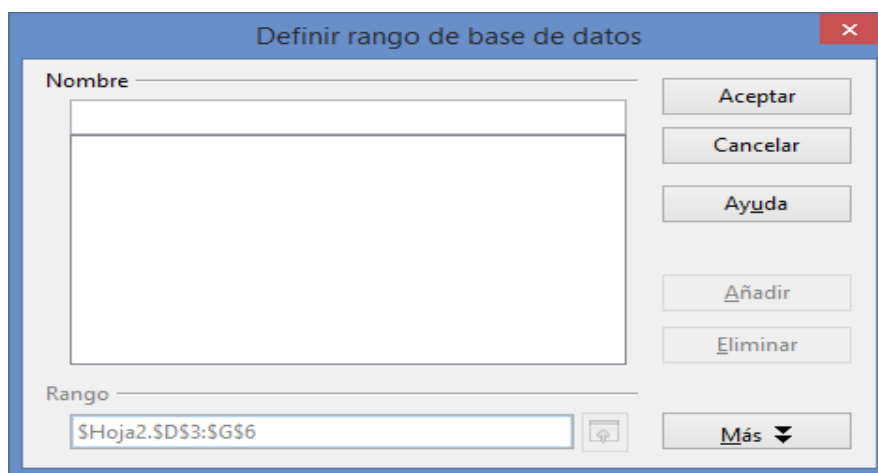 Definir rango de base de datos
Nombre
Aceptar
Cancelar
Ayuda
Añadir
Eliminar
Rango
$Hoja2.$D$3:$G$6
Más